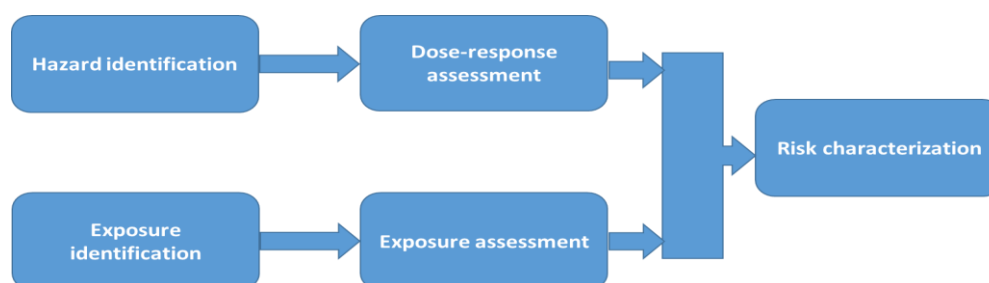 Hazard identification
Dose-response
assessment
Risk characterization
Exposure
identification
Exposure assessment